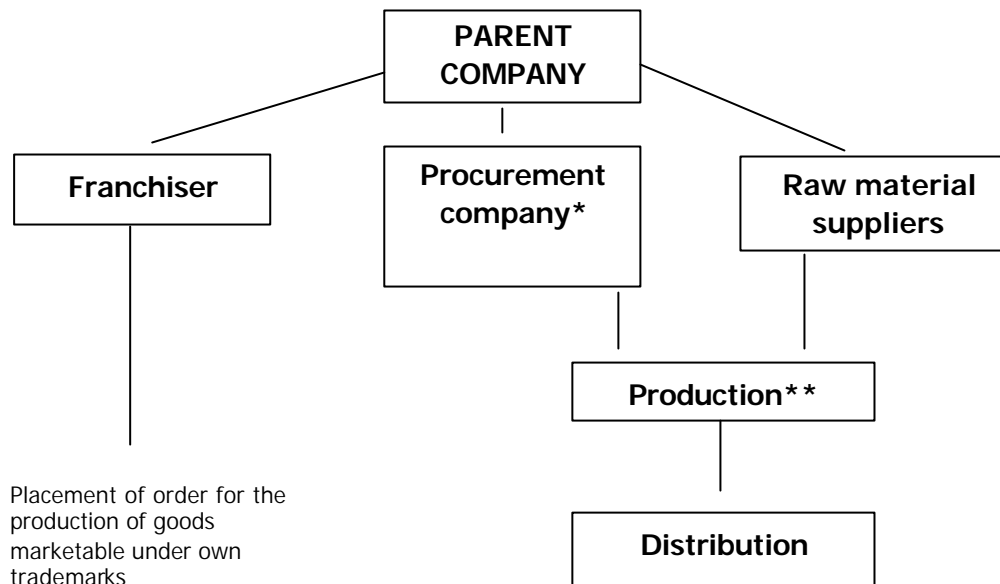 PARENT
COMPANY
Franchiser
Procurement
company*
Raw material
suppliers
Production**
Placement of order for the
production of goods
marketable under own
trademarks
Distribution